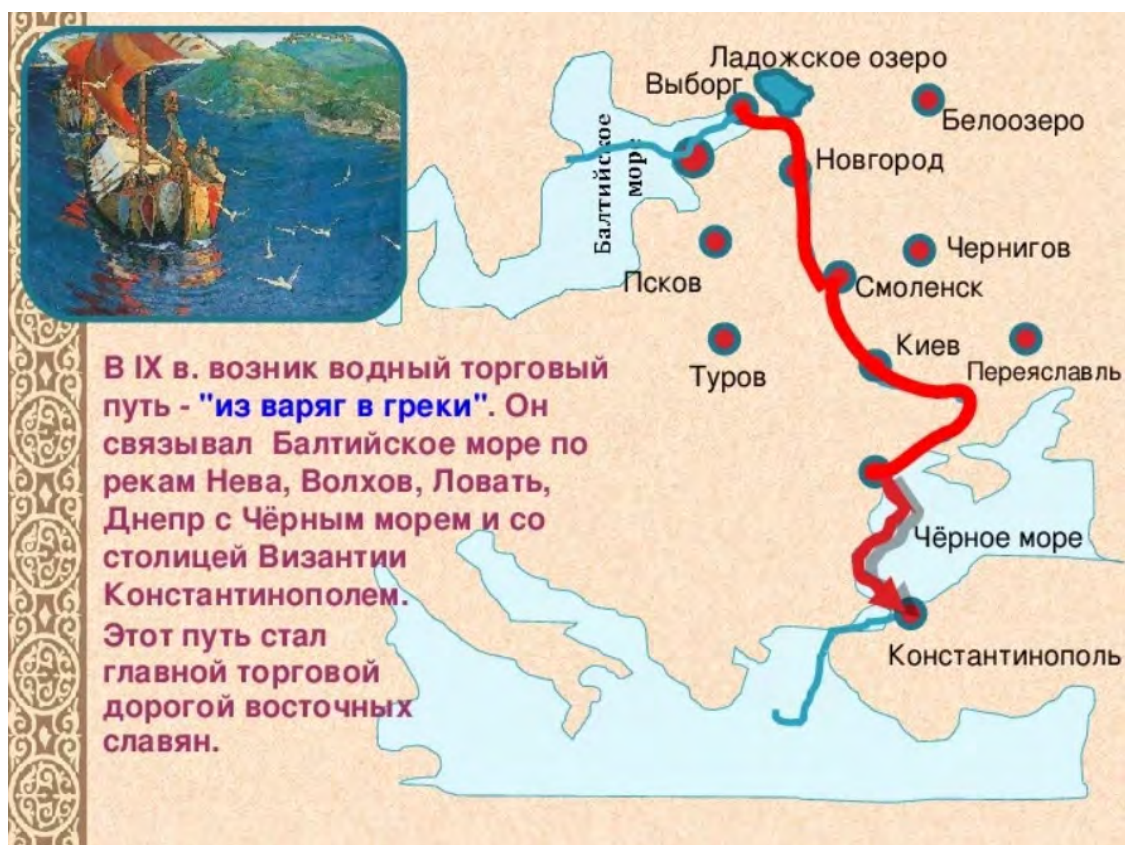 Ладожское озеро
Выборг
Белоозеро
Балтийское
море
Новгород
Чернигов
Псков
Смоленск
Киев
Туров
Переяславль
В IX в. возник водный торговый
путь - "из варяг в греки". Он
связывал Балтийское море по
рекам Нева, Волхов, Ловать,
Днепр с Чёрным морем и со
столицей Византии
Константинополем.
Этот путь стал
главной торговой
дорогой восточных
славян.
Чёрное море
Константинополь